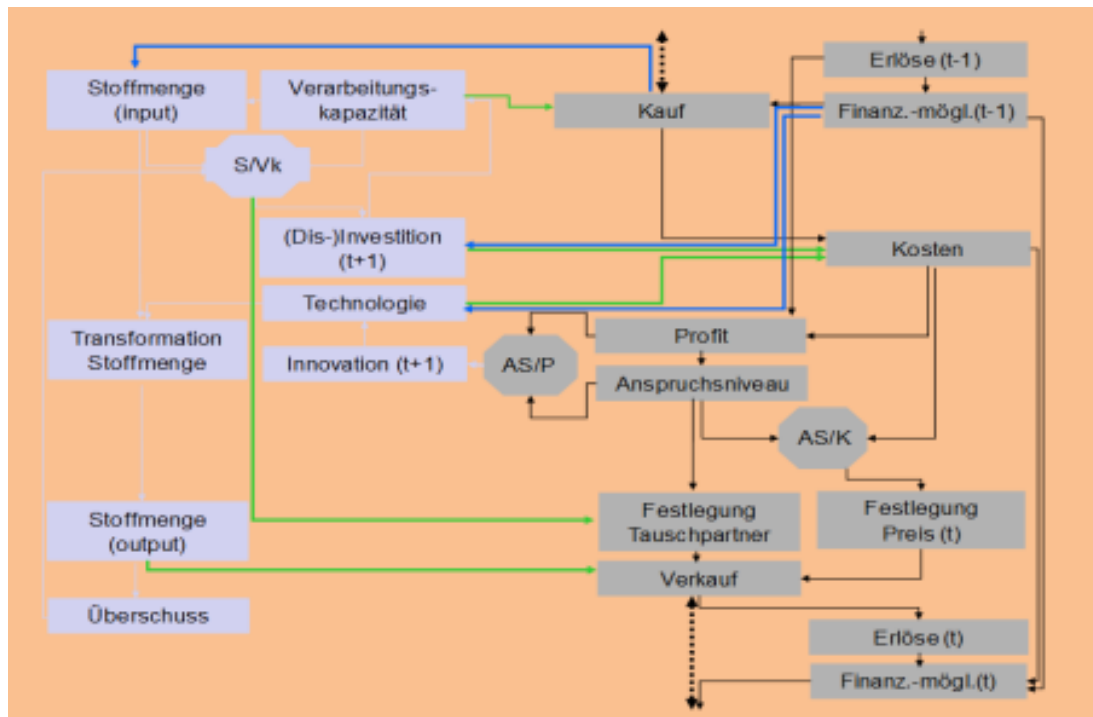 Erlöse (t-1)
Stoffmenge
(input)
Verarbeitungs-
kapazität
Kauf
Finanz.-mögl.(t-1)
S/Vk
(Dis-)Investition
(t+1)
Kosten
Technologie
Transformation
Stoffmenge
Innovation (t+1)
AS/P
Profit
Anspruchsniveau
AS/K
Stoffmenge
(output)
Festlegung
Tauschpartner
Festlegung
Preis (t)
Verkauf
Überschuss
Erlöse (t)
Finanz.-mögl.(t)